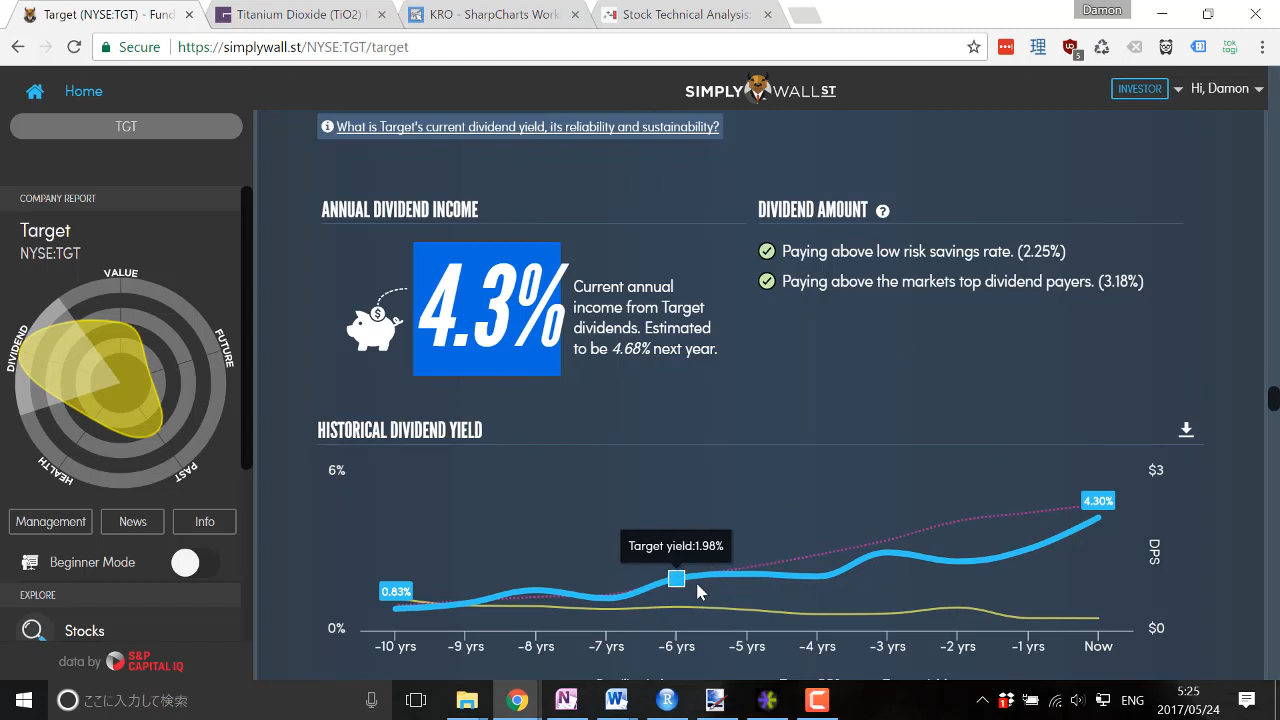 Target (NYSE:TGT) - Fund
Titanium Dioxide (TiO2) P
KRO - SharpCharts Work
Stock Technical Analysis:
Damon
Secure
https://simplywall.st/NYSE:TGT/target
理
5
tok
tagi
Home
SIMPLY WALL ST
INVESTOR
Hi, Damon
TGT
What is Target's current dividend yield, its reliability and sustainability?
COMPANY REPORT
Target
NYSE:TGT
VALUE
FUTURE
PAST
HEALTH
DIVIDEND
Management
News
Info
Beginner Mode
EXPLORE
Stocks
data by S&P CAPITAL IQ
ANNUAL DIVIDEND INCOME
4.3%
Current annual
income from Target
dividends. Estimated
to be 4.68% next year.
DIVIDEND AMOUNT
Paying above low risk savings rate. (2.25%)
Paying above the markets top dividend payers. (3.18%)
HISTORICAL DIVIDEND YIELD
6%
$3
4.30%
Target yield:1.98%
DPS
0.83%
0%
$0
-10 yrs
-9 yrs
-8 yrs
-7 yrs
-6 yrs
-5 yrs
-4 yrs
-3 yrs
-2 yrs
-1 yrs
Now
ここに入力して検索
ENG
5:25
2017/05/24